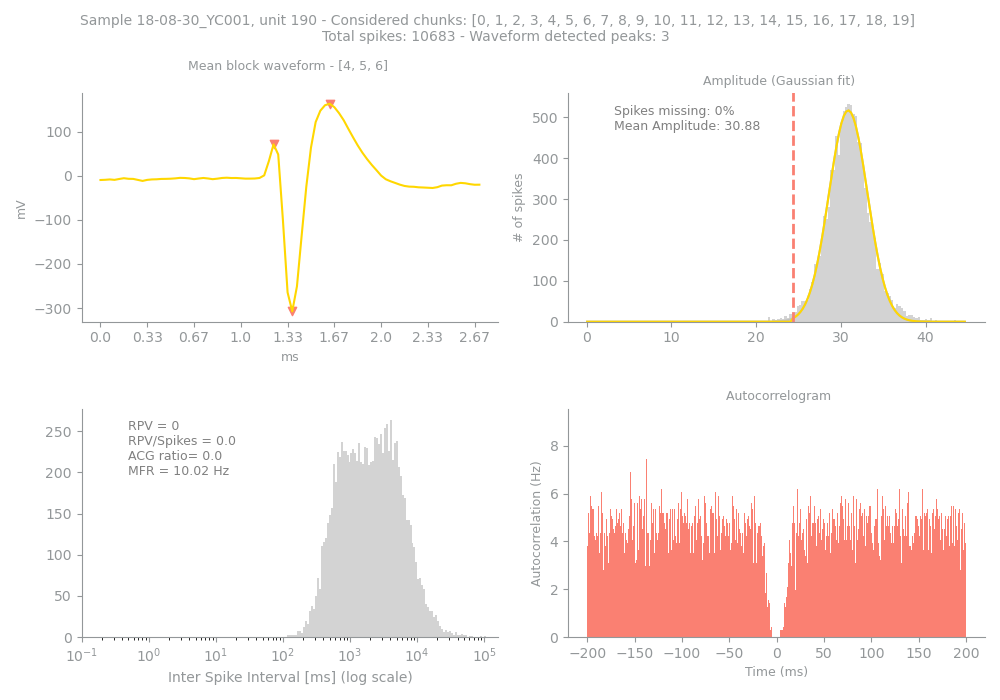 Sample 18-08-30_YC001, unit 190 - Considered chunks: [0, 1, 2, 3, 4, 5, 6, 7, 8, 9, 10, 11, 12, 13, 14, 15, 16, 17, 18, 19]
Total spikes: 10683 - Waveform detected peaks: 3
Mean block waveform - [4, 5, 6]
mV
100
0
−100
−200
−300
0.0 0.33 0.67 1.0 1.33 1.67 2.0 2.33 2.67
ms
Amplitude (Gaussian fit)
Spikes missing: 0%
Mean Amplitude: 30.88
# of spikes
500
400
300
200
100
0
0 10 20 30 40
RPV = 0
RPV/Spikes = 0.0
ACG ratio= 0.0
MFR = 10.02 Hz
250
200
150
100
50
0
10⁻¹ 10⁰ 10¹ 10² 10³ 10⁴ 10⁵
Inter Spike Interval [ms] (log scale)
Autocorrelogram
Autocorrelation (Hz)
8
6
4
2
0
−200 −150 −100 −50 0 50 100 150 200
Time (ms)